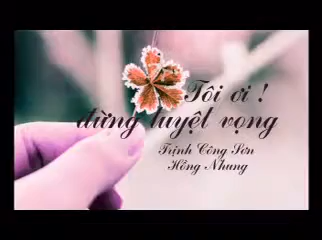 Tôi ơi !
đừng tuyệt vọng
Trịnh Công Sơn
Hồng Nhung